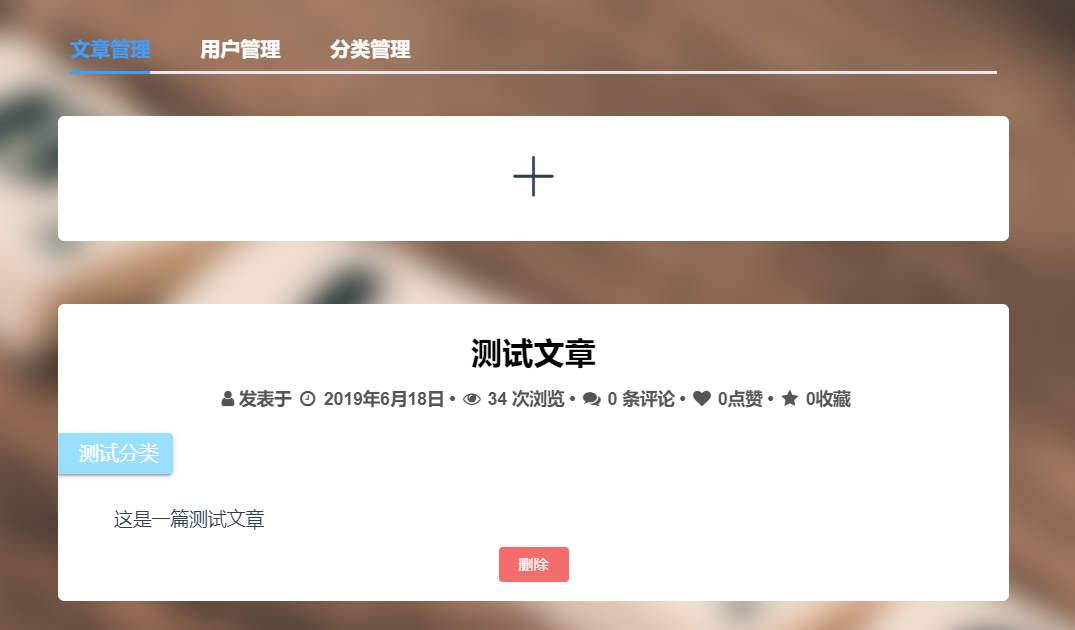 文章管理 用户管理 分类管理
测试文章
发表于 2019年6月18日 • 34 次浏览 • 0 条评论 • 0点赞 • 0收藏
测试分类
这是一篇测试文章
删除